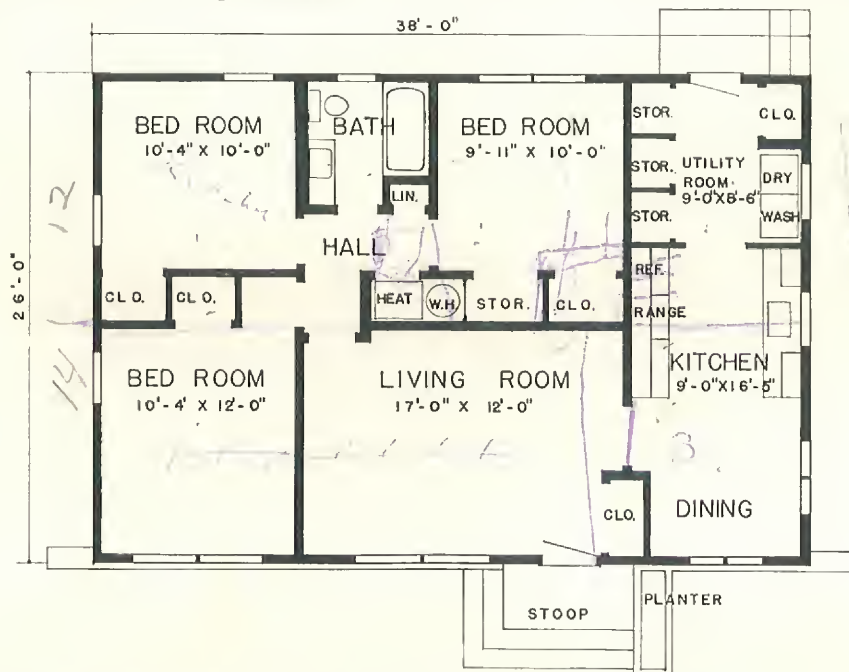 38'-0"
26'-0"
BED ROOM
10'-4" X 10'-0"
BATH
BED ROOM
9'-11" X 10'-0"
STOR.
CLO.
STOR.
UTILITY
ROOM
9'-0"X8'-6"
DRY
WASH
STOR.
LIN.
HALL
12
CLO.
CLO.
HEAT
W.H.
STOR.
CLO.
REF.
RANGE
KITCHEN
9'-0"X16'-5"
14
BED ROOM
10'-4' X 12'-0"
LIVING ROOM
17'-0" X 12'-0"
3
CLO.
DINING
STOOP
PLANTER